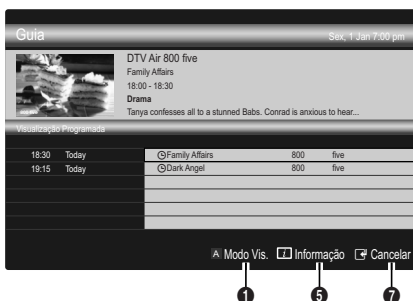 Guia
Sex, 1 Jan 7:00 pm
DTV Air 800 five
Family Affairs
18:00 - 18:30
Drama
Tanya confesses all to a stunned Babs. Conrad is anxious to hear...
Visualização Programada
18:30 Today Family Affairs 800 five
19:15 Today Dark Angel 800 five
A Modo Vis. i Informação Cancelar
1 5 7